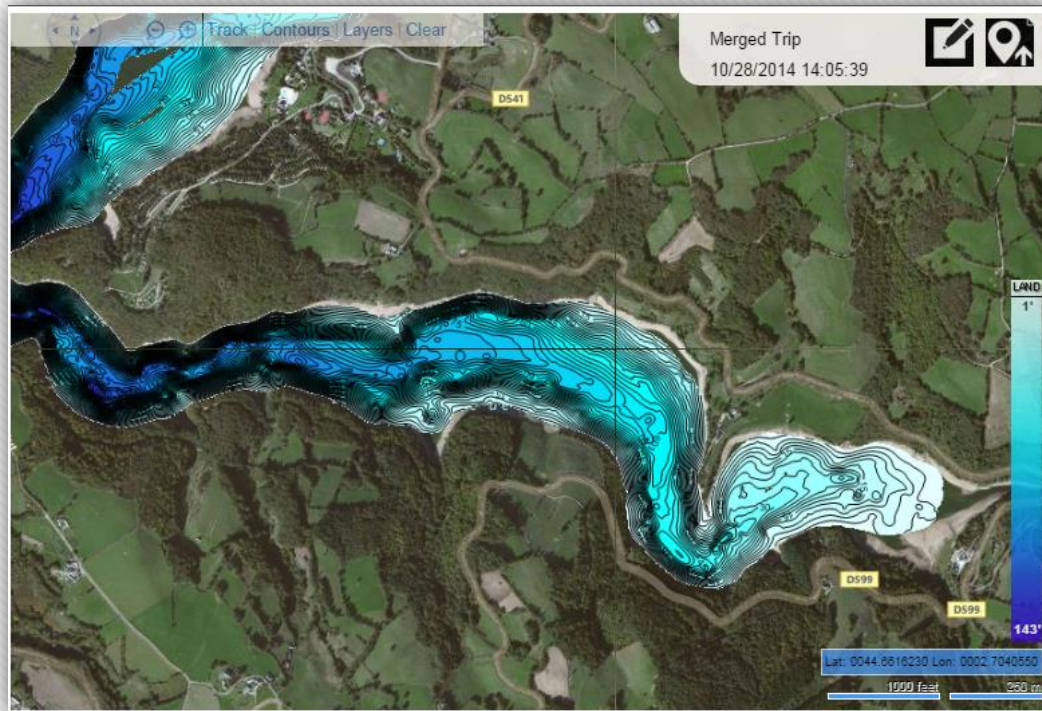 N
Track | Contours | Layers | Clear
Merged Trip
10/28/2014 14:05:39
D541
LAND
1'
D599
D599
143'
Lat: 0044.6616230 Lon: 0002.7040550
1000 feet
250 m